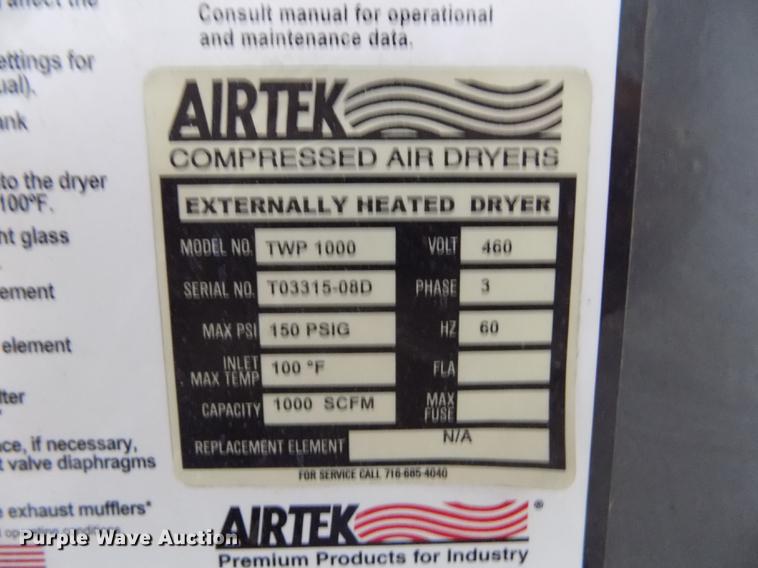 Consult manual for operational
and maintenance data.
ettings for
ual).
ank
to the dryer
100°F.
ht glass
ement
element
lter
ce, if necessary,
t valve diaphragms
e exhaust mufflers*
AIRTEK
COMPRESSED AIR DRYERS
EXTERNALLY HEATED DRYER
MODEL NO. TWP 1000 VOLT 460
SERIAL NO. T03315-08D PHASE 3
MAX PSI 150 PSIG HZ 60
INLET
MAX TEMP 100 °F FLA
CAPACITY 1000 SCFM MAX
FUSE
REPLACEMENT ELEMENT N/A
FOR SERVICE CALL 716-685-4040
AIRTEK®
Premium Products for Industry
Purple Wave Auction